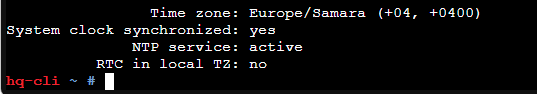 Time zone: Europe/Samara (+04, +0400)
System clock synchronized: yes
NTP service: active
RTC in local TZ: no
hq-cli ~ #